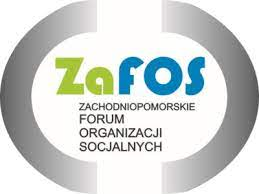 ZaFOS
ZACHODNIOPOMORSKIE
FORUM
ORGANIZACJI
SOCJALNYCH